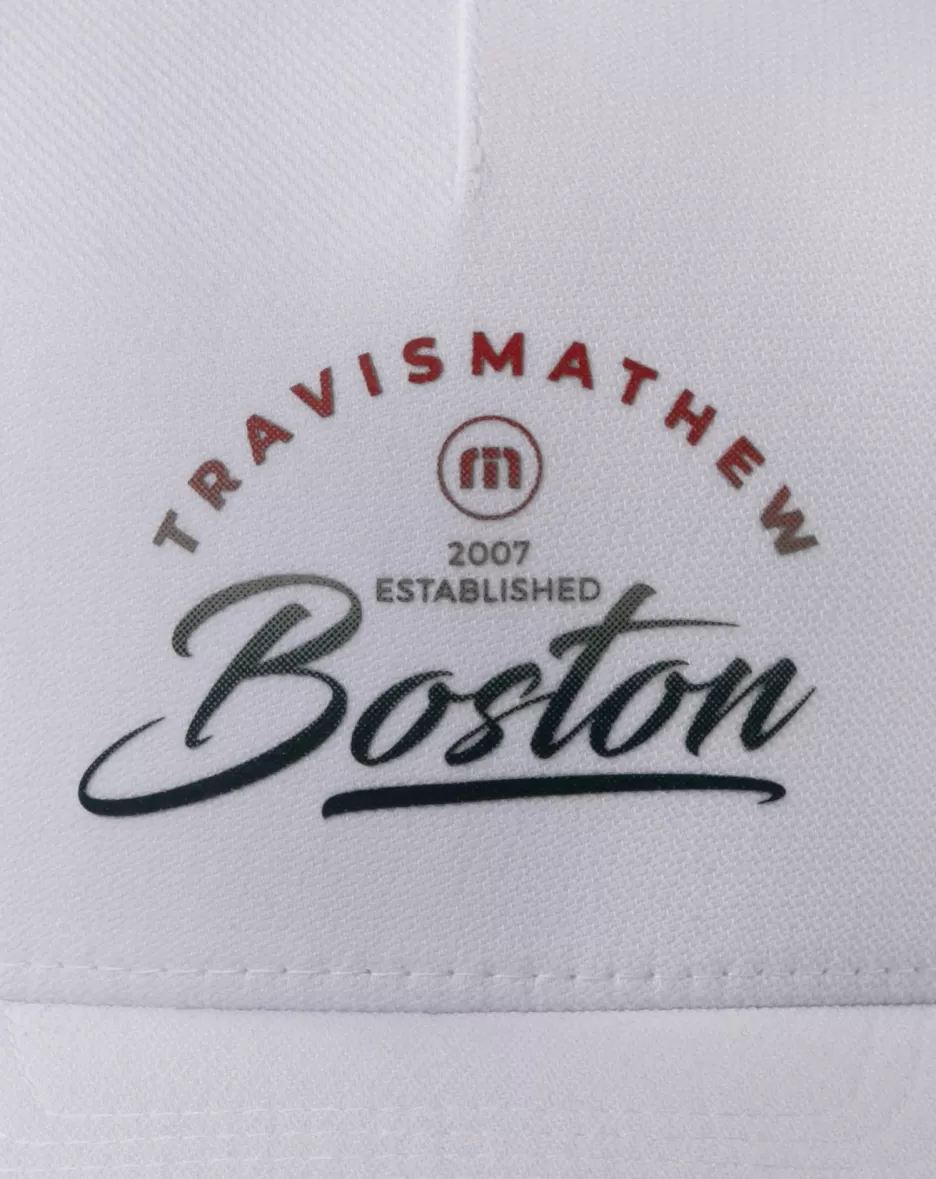 TRAVISMATHEW
2007
ESTABLISHED
Boston